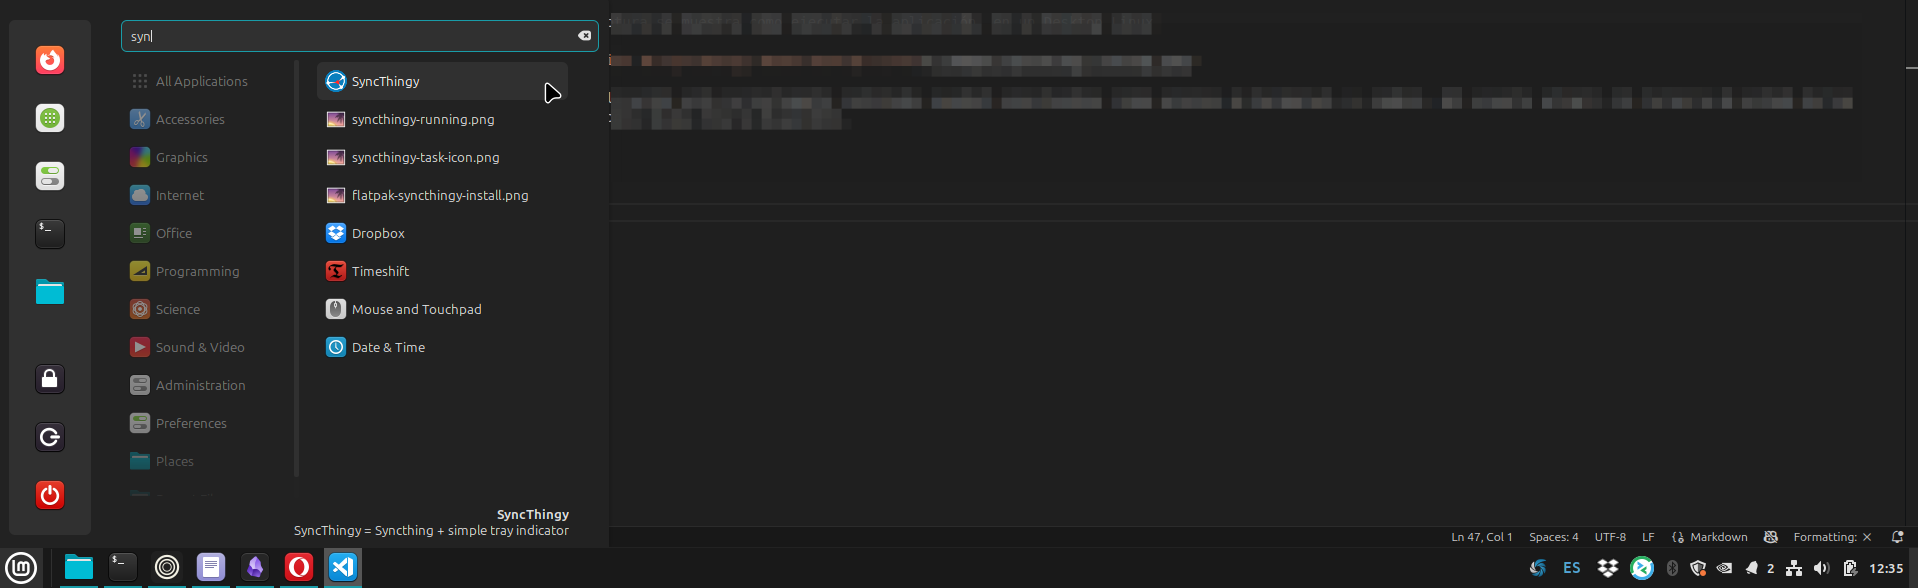 syn
All Applications
Accessories
Graphics
Internet
Office
Programming
Science
Sound & Video
Administration
Preferences
Places
SyncThingy
syncthingy-running.png
syncthingy-task-icon.png
flatpak-syncthingy-install.png
Dropbox
Timeshift
Mouse and Touchpad
Date & Time
SyncThingy
SyncThingy = Syncthing + simple tray indicator
Ln 47, Col 1 Spaces: 4 UTF-8 LF Markdown Formatting: ×
$_
$_
ES 2 12:35